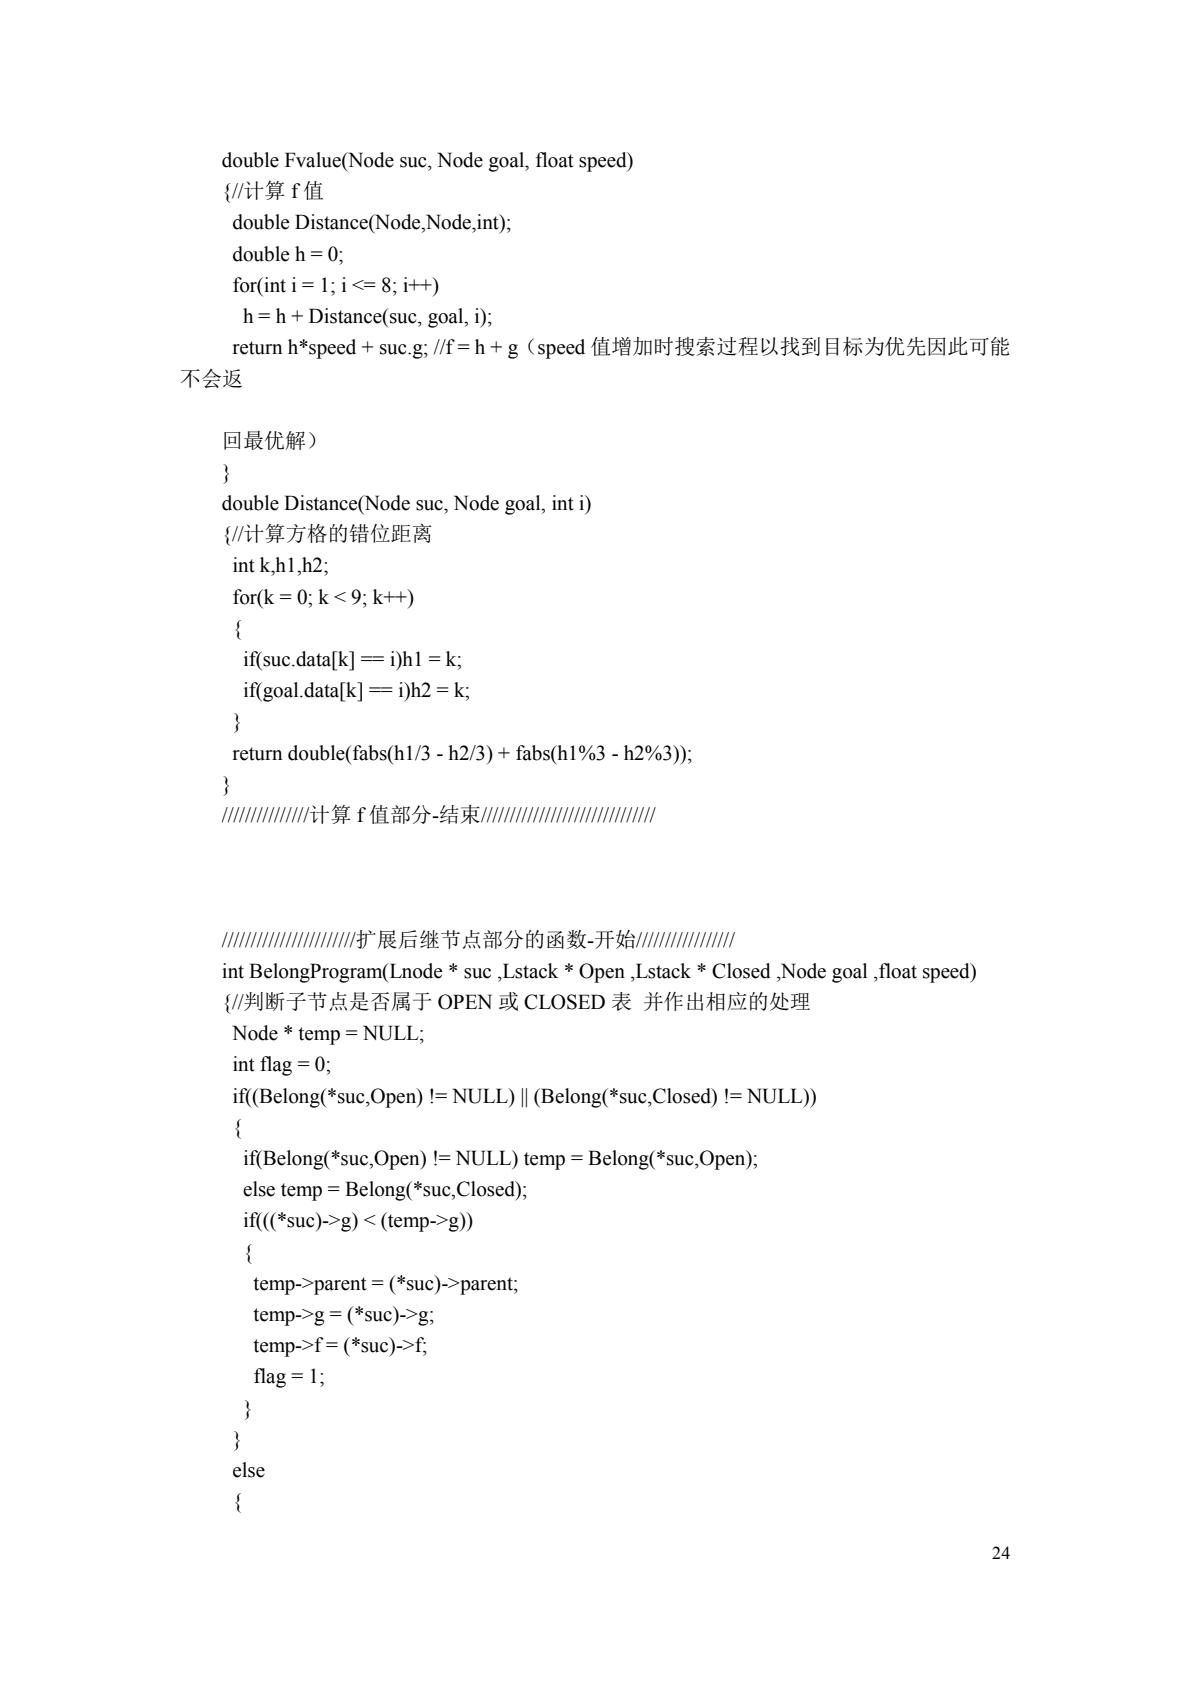 double Fvalue(Node suc, Node goal, float speed)
{//计算 f 值
double Distance(Node,Node,int);
double h = 0;
for(int i = 1; i <= 8; i++)
h = h + Distance(suc, goal, i);
return h*speed + suc.g; //f = h + g（speed 值增加时搜索过程以找到目标为优先因此可能
不会返
回最优解）
}
double Distance(Node suc, Node goal, int i)
{//计算方格的错位距离
int k,h1,h2;
for(k = 0; k < 9; k++)
{
if(suc.data[k] == i)h1 = k;
if(goal.data[k] == i)h2 = k;
}
return double(fabs(h1/3 - h2/3) + fabs(h1%3 - h2%3));
}
///////////////计算 f 值部分-结束//////////////////////////////
///////////////////////扩展后继节点部分的函数-开始/////////////////
int BelongProgram(Lnode * suc ,Lstack * Open ,Lstack * Closed ,Node goal ,float speed)
{//判断子节点是否属于 OPEN 或 CLOSED 表 并作出相应的处理
Node * temp = NULL;
int flag = 0;
if((Belong(*suc,Open) != NULL) || (Belong(*suc,Closed) != NULL))
{
if(Belong(*suc,Open) != NULL) temp = Belong(*suc,Open);
else temp = Belong(*suc,Closed);
if(((*suc)->g) < (temp->g))
{
temp->parent = (*suc)->parent;
temp->g = (*suc)->g;
temp->f = (*suc)->f;
flag = 1;
}
}
else
{
24